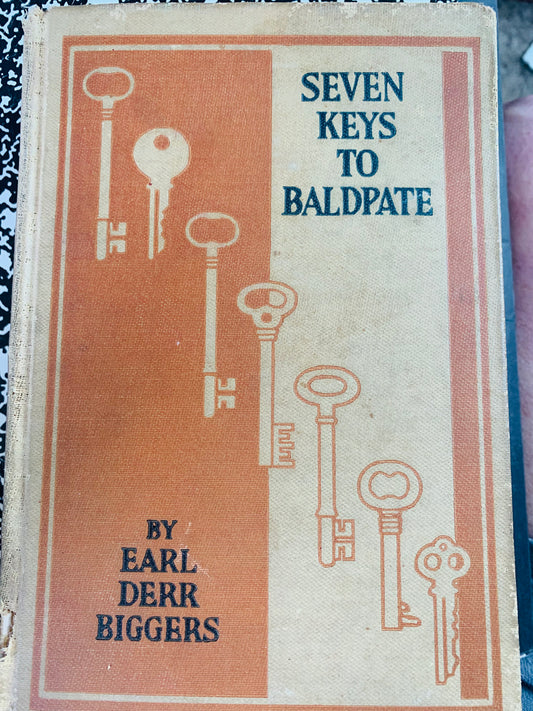 SEVEN
KEYS
TO
BALDPATE
BY
EARL
DERR
BIGGERS